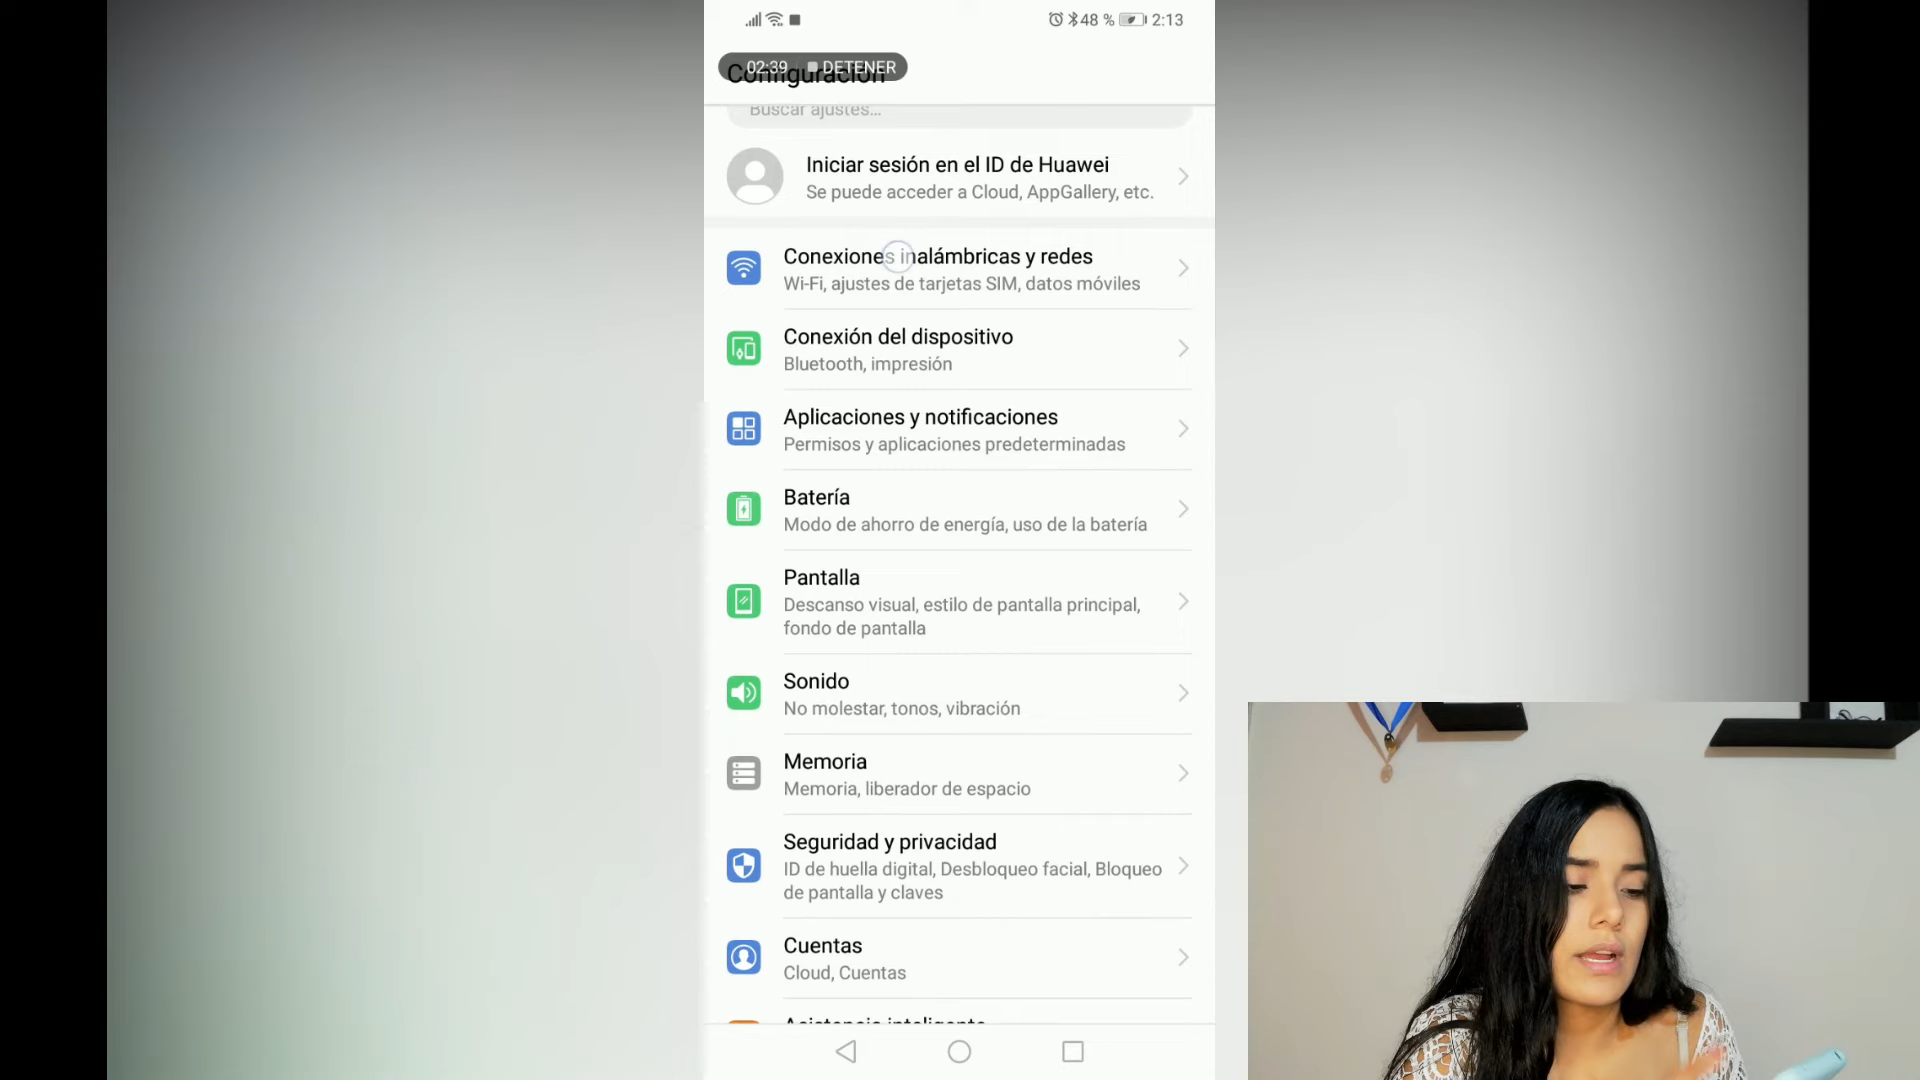 48 % 2:13
02:39 DETENER
Configuración
Buscar ajustes...
Iniciar sesión en el ID de Huawei
Se puede acceder a Cloud, AppGallery, etc.
Conexiones inalámbricas y redes
Wi-Fi, ajustes de tarjetas SIM, datos móviles
Conexión del dispositivo
Bluetooth, impresión
Aplicaciones y notificaciones
Permisos y aplicaciones predeterminadas
Batería
Modo de ahorro de energía, uso de la batería
Pantalla
Descanso visual, estilo de pantalla principal,
fondo de pantalla
Sonido
No molestar, tonos, vibración
Memoria
Memoria, liberador de espacio
Seguridad y privacidad
ID de huella digital, Desbloqueo facial, Bloqueo
de pantalla y claves
Cuentas
Cloud, Cuentas
Asistencia inteligente